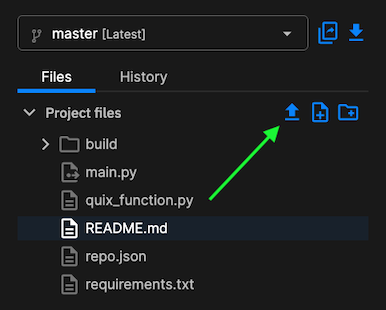 master [Latest]
Files History
Project files
build
main.py
quix_function.py
README.md
repo.json
requirements.txt